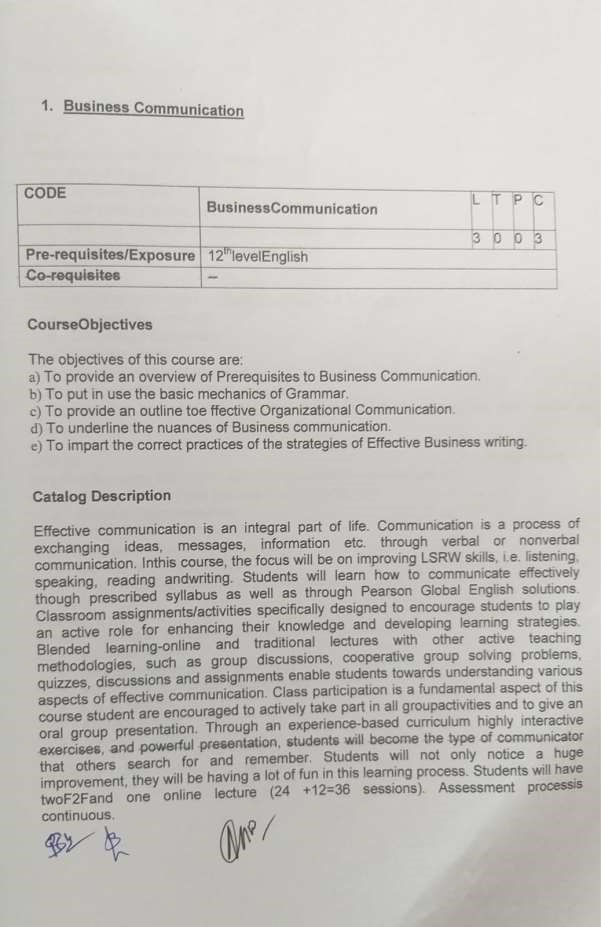 1. Business Communication
CODE
BusinessCommunication
L T P C
3 0 0 3
Pre-requisites/Exposure 12thlevelEnglish
Co-requisites --
CourseObjectives
The objectives of this course are:
a) To provide an overview of Prerequisites to Business Communication.
b) To put in use the basic mechanics of Grammar.
c) To provide an outline toe ffective Organizational Communication.
d) To underline the nuances of Business communication.
e) To impart the correct practices of the strategies of Effective Business writing.
Catalog Description
Effective communication is an integral part of life. Communication is a process of
exchanging ideas, messages, information etc. through verbal or nonverbal
communication. Inthis course, the focus will be on improving LSRW skills, i.e. listening,
speaking, reading andwriting. Students will learn how to communicate effectively
though prescribed syllabus as well as through Pearson Global English solutions.
Classroom assignments/activities specifically designed to encourage students to play
an active role for enhancing their knowledge and developing learning strategies.
Blended learning-online and traditional lectures with other active teaching
methodologies, such as group discussions, cooperative group solving problems,
quizzes, discussions and assignments enable students towards understanding various
aspects of effective communication. Class participation is a fundamental aspect of this
course student are encouraged to actively take part in all groupactivities and to give an
oral group presentation. Through an experience-based curriculum highly interactive
exercises, and powerful presentation, students will become the type of communicator
that others search for and remember. Students will not only notice a huge
improvement, they will be having a lot of fun in this learning process. Students will have
twoF2Fand one online lecture (24 +12=36 sessions). Assessment processis
continuous.